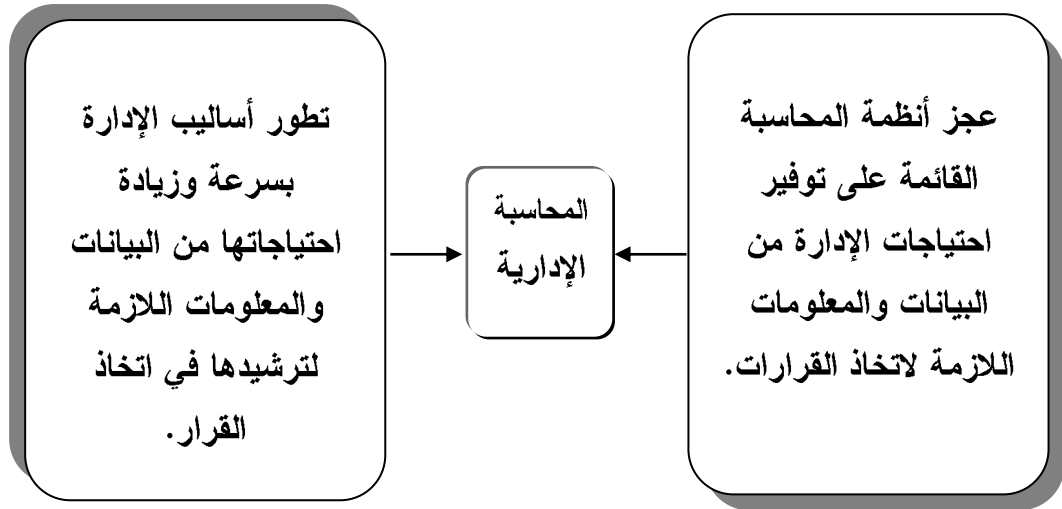 عجز أنظمة المحاسبة
القائمة على توفير
احتياجات الإدارة من
البيانات والمعلومات
اللازمة لاتخاذ القرارات.
المحاسبة
الإدارية
تطور أساليب الإدارة
بسرعة وزيادة
احتياجاتها من البيانات
والمعلومات اللازمة
لترشيدها في اتخاذ
القرار.